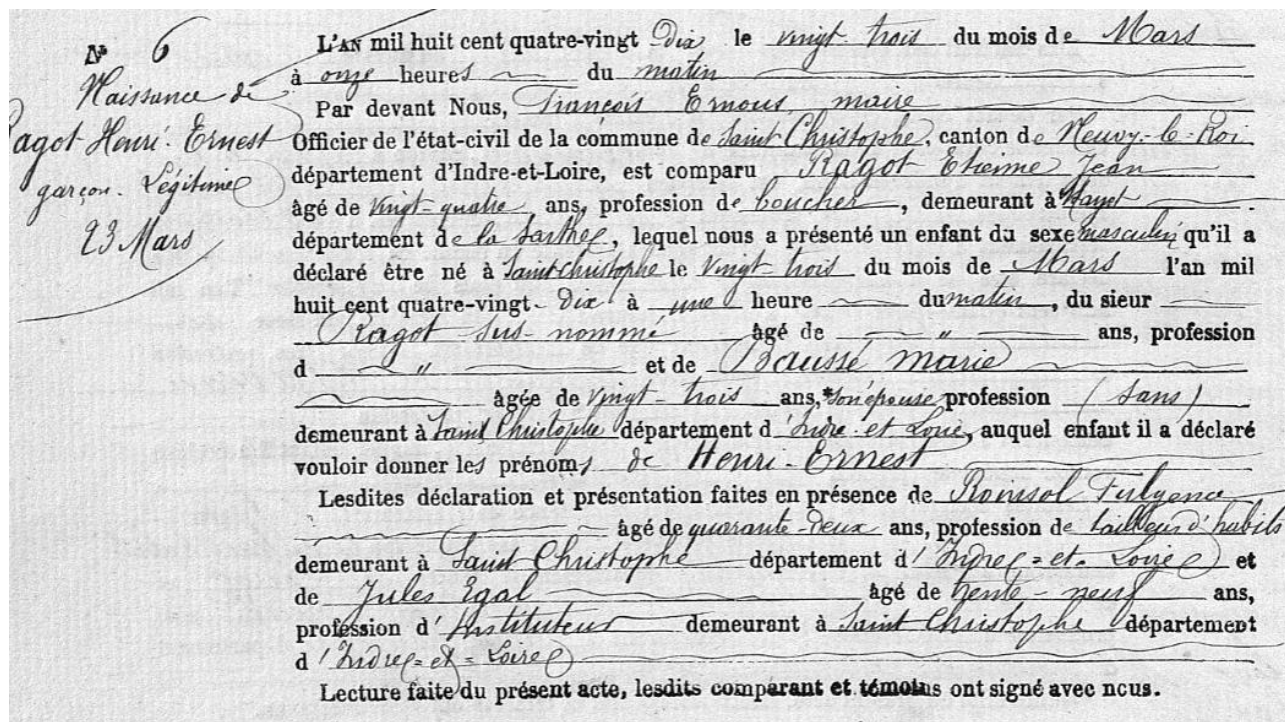 N° 6
Naissance de
Ragot Henri-Ernest
garçon. Légitime
23 Mars
L'AN mil huit cent quatre-vingt Dix le vingt trois du mois de Mars
à onze heures du matin
Par devant Nous, François Ernous, maire
Officier de l'état-civil de la commune de Saint Christophe, canton de Neuvy-le-Roi
département d'Indre-et-Loire, est comparu Ragot Etienne Jean
âgé de vingt-quatre ans, profession de boucher, demeurant à Mayet
département de la Sarthe, lequel nous a présenté un enfant du sexe masculin qu'il a
déclaré être né à Saint Christophe le vingt trois du mois de Mars l'an mil
huit cent quatre-vingt-Dix à une heure du matin, du sieur
Ragot sus-nommé âgé de " ans, profession
d " et de Baussé marie
âgée de vingt-trois ans, *son épouse profession (sans)
demeurant à Saint Christophe département d'Indre-et-Loire, auquel enfant il a déclaré
vouloir donner les prénoms de Henri-Ernest
Lesdites déclaration et présentation faites en présence de Fulgence
âgé de quarante-deux ans, profession de tailleur d'habits
demeurant à Saint Christophe département d'Indre=et=Loire et
de Jules Egal âgé de trente-neuf ans,
profession d'Instituteur demeurant à Saint Christophe département
d'Indre=et=Loire
Lecture faite du présent acte, lesdits comparant et témoins ont signé avec nous.